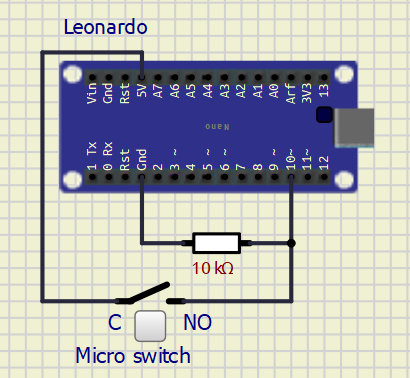 Leonardo
Vin Gnd Rst 5V A7 A6 A5 A4 A3 A2 A1 A0 Arf 3V3 13
Nano
1 Tx 0 Rx Rst Gnd 2 3 ~ 4 5 ~ 6 ~ 7 8 9 ~ 10~ 11~ 12
10 kΩ
C NO
Micro switch